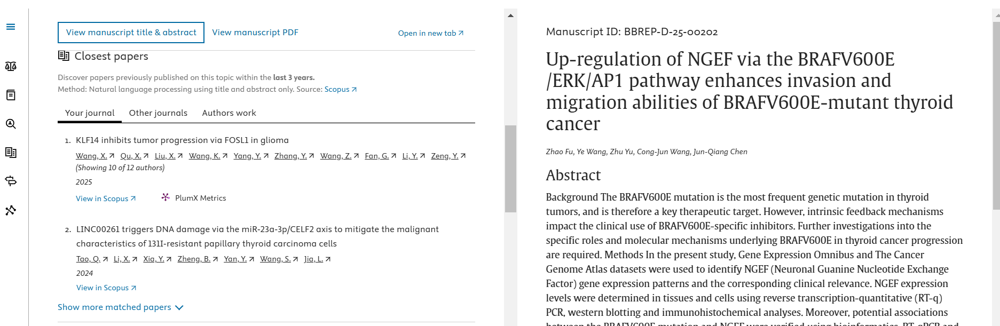 View manuscript title & abstract
View manuscript PDF
Open in new tab
Closest papers
Discover papers previously published on this topic within the last 3 years.
Method: Natural language processing using title and abstract only. Source: Scopus
Your journal
Other journals
Authors work
1. KLF14 inhibits tumor progression via FOSL1 in glioma
Wang, X. Qu, X. Liu, X. Wang, K. Yang, Y. Zhang, Y. Wang, Z. Fan, G. Li, Y. Zeng, Y.
(Showing 10 of 12 authors)
2025
View in Scopus
PlumX Metrics
2. LINC00261 triggers DNA damage via the miR-23a-3p/CELF2 axis to mitigate the malignant
characteristics of 131I-resistant papillary thyroid carcinoma cells
Tao, Q. Li, X. Xia, Y. Zheng, B. Yan, Y. Wang, S. Jia, L.
2024
View in Scopus
Show more matched papers
Manuscript ID: BBREP-D-25-00202
Up-regulation of NGEF via the BRAFV600E
/ERK/AP1 pathway enhances invasion and
migration abilities of BRAFV600E-mutant thyroid
cancer
Zhao Fu, Ye Wang, Zhu Yu, Cong-Jun Wang, Jun-Qiang Chen
Abstract
Background The BRAFV600E mutation is the most frequent genetic mutation in thyroid
tumors, and is therefore a key therapeutic target. However, intrinsic feedback mechanisms
impact the clinical use of BRAFV600E-specific inhibitors. Further investigations into the
specific roles and molecular mechanisms underlying BRAFV600E in thyroid cancer progression
are required. Methods In the present study, Gene Expression Omnibus and The Cancer
Genome Atlas datasets were used to identify NGEF (Neuronal Guanine Nucleotide Exchange
Factor) gene expression patterns and the corresponding clinical relevance. NGEF expression
levels were determined in tissues and cells using reverse transcription-quantitative (RT-q)
PCR, western blotting and immunohistochemical analyses. Moreover, potential associations
between the BRAFV600E mutation and NGEF were verified using bioinformatics, RT-qPCR and